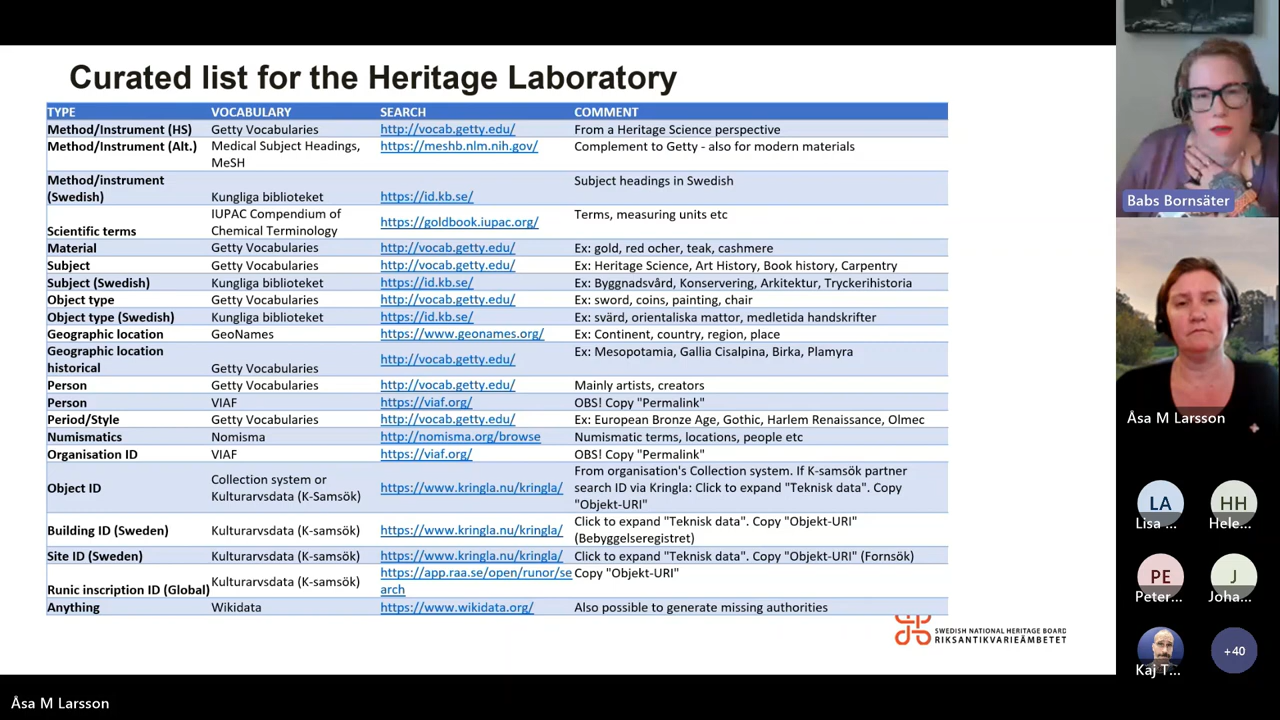 Curated list for the Heritage Laboratory
TYPE VOCABULARY SEARCH COMMENT
Method/Instrument (HS) Getty Vocabularies http://vocab.getty.edu/ From a Heritage Science perspective
Method/Instrument (Alt.) Medical Subject Headings, https://meshb.nlm.nih.gov/ Complement to Getty - also for modern materials
MeSH
Method/instrument Subject headings in Swedish
(Swedish) Kungliga biblioteket https://id.kb.se/
IUPAC Compendium of Terms, measuring units etc
https://goldbook.iupac.org/
Scientific terms Chemical Terminology
Material Getty Vocabularies http://vocab.getty.edu/ Ex: gold, red ocher, teak, cashmere
Subject Getty Vocabularies http://vocab.getty.edu/ Ex: Heritage Science, Art History, Book history, Carpentry
Subject (Swedish) Kungliga biblioteket https://id.kb.se/ Ex: Byggnadsvård, Konservering, Arkitektur, Tryckerihistoria
Object type Getty Vocabularies http://vocab.getty.edu/ Ex: sword, coins, painting, chair
Object type (Swedish) Kungliga biblioteket https://id.kb.se/ Ex: svärd, orientaliska mattor, medletida handskrifter
Geographic location GeoNames https://www.geonames.org/ Ex: Continent, country, region, place
Geographic location Ex: Mesopotamia, Gallia Cisalpina, Birka, Plamyra
http://vocab.getty.edu/
historical Getty Vocabularies
Person Getty Vocabularies http://vocab.getty.edu/ Mainly artists, creators
Person VIAF https://viaf.org/ OBS! Copy "Permalink"
Period/Style Getty Vocabularies http://vocab.getty.edu/ Ex: European Bronze Age, Gothic, Harlem Renaissance, Olmec
Numismatics Nomisma http://nomisma.org/browse Numismatic terms, locations, people etc
Organisation ID VIAF https://viaf.org/ OBS! Copy "Permalink"
From organisation's Collection system. If K-samsök partner
Collection system or
Object ID https://www.kringla.nu/kringla/ search ID via Kringla: Click to expand "Teknisk data". Copy
Kulturarvsdata (K-Samsök)
"Objekt-URI"
Click to expand "Teknisk data". Copy "Objekt-URI"
Building ID (Sweden) Kulturarvsdata (K-samsök) https://www.kringla.nu/kringla/
(Bebyggelseregistret)
Site ID (Sweden) Kulturarvsdata (K-samsök) https://www.kringla.nu/kringla/ Click to expand "Teknisk data". Copy "Objekt-URI" (Fornsök)
https://app.raa.se/open/runor/se Copy "Objekt-URI"
Runic inscription ID (Global) Kulturarvsdata (K-samsök) arch
Anything Wikidata https://www.wikidata.org/ Also possible to generate missing authorities
SWEDISH NATIONAL HERITAGE BOARD
RIKSANTIKVARIEÄMBETET
Babs Bornsäter
Åsa M Larsson
LA HH
Lisa ... Hele...
PE J
Peter... Joha...
+40
Kaj T...
Åsa M Larsson